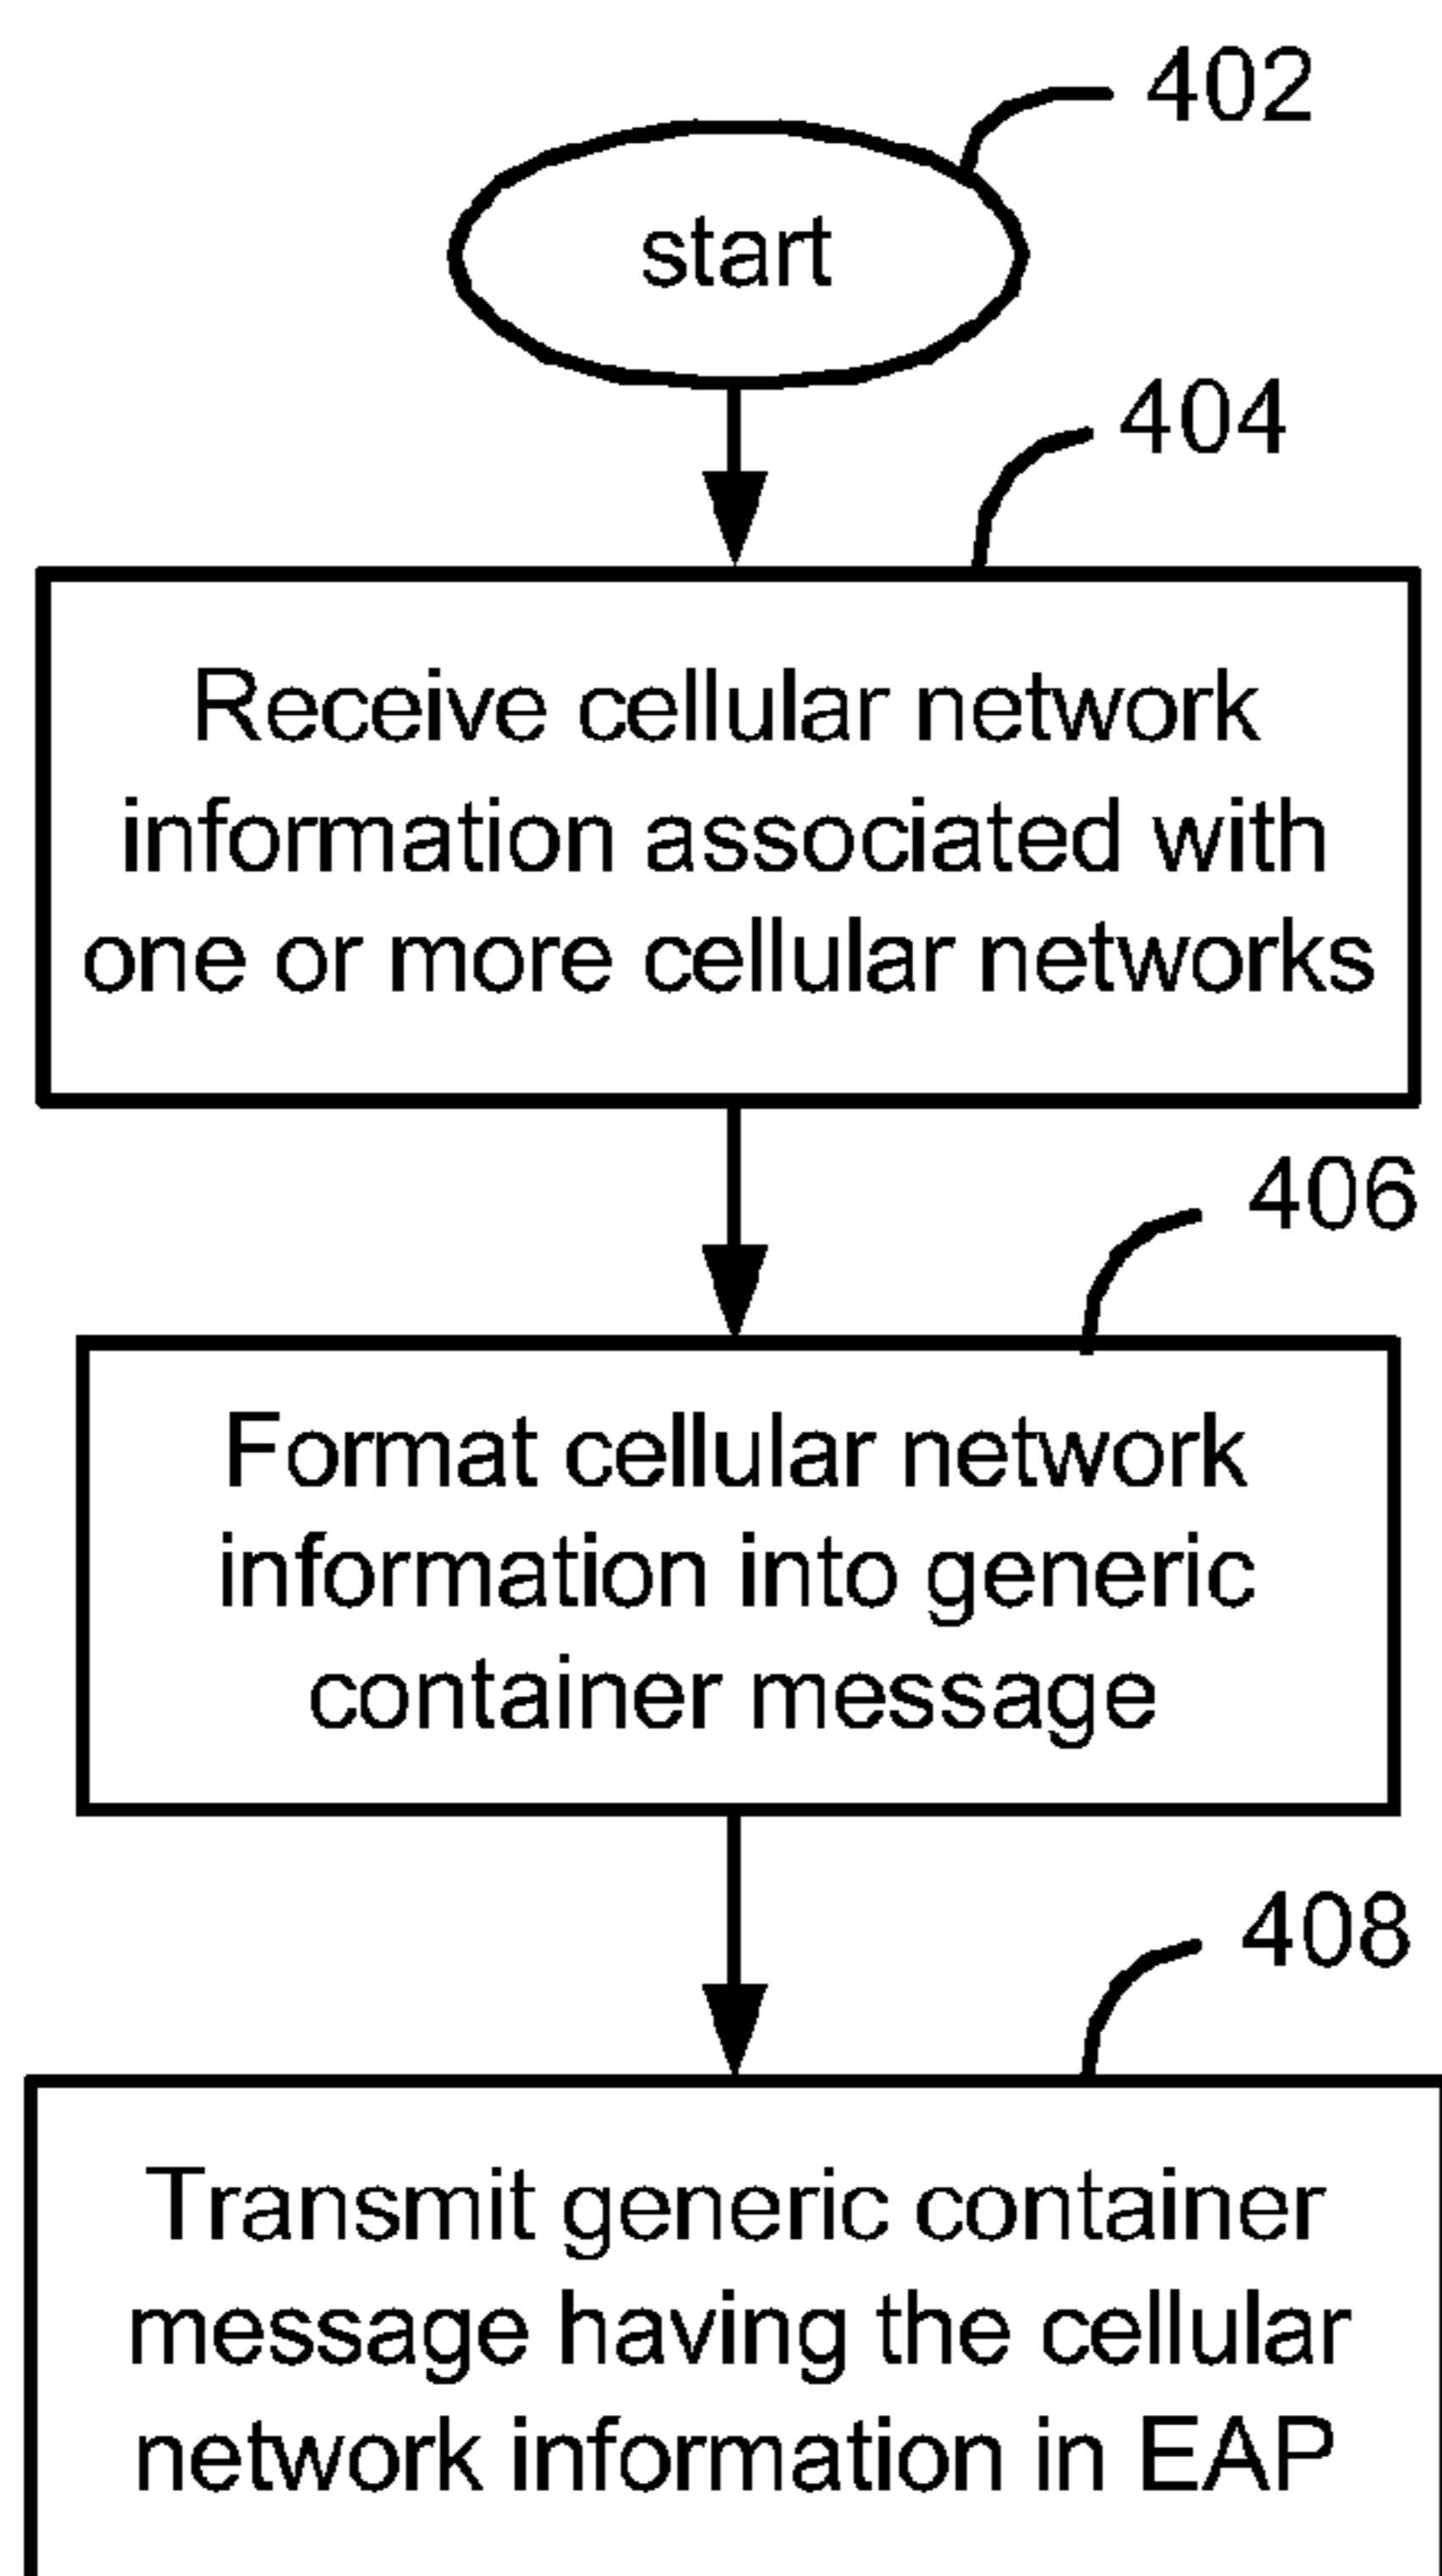 402
start
404
Receive cellular network
information associated with
one or more cellular networks
406
Format cellular network
information into generic
container message
408
Transmit generic container
message having the cellular
network information in EAP